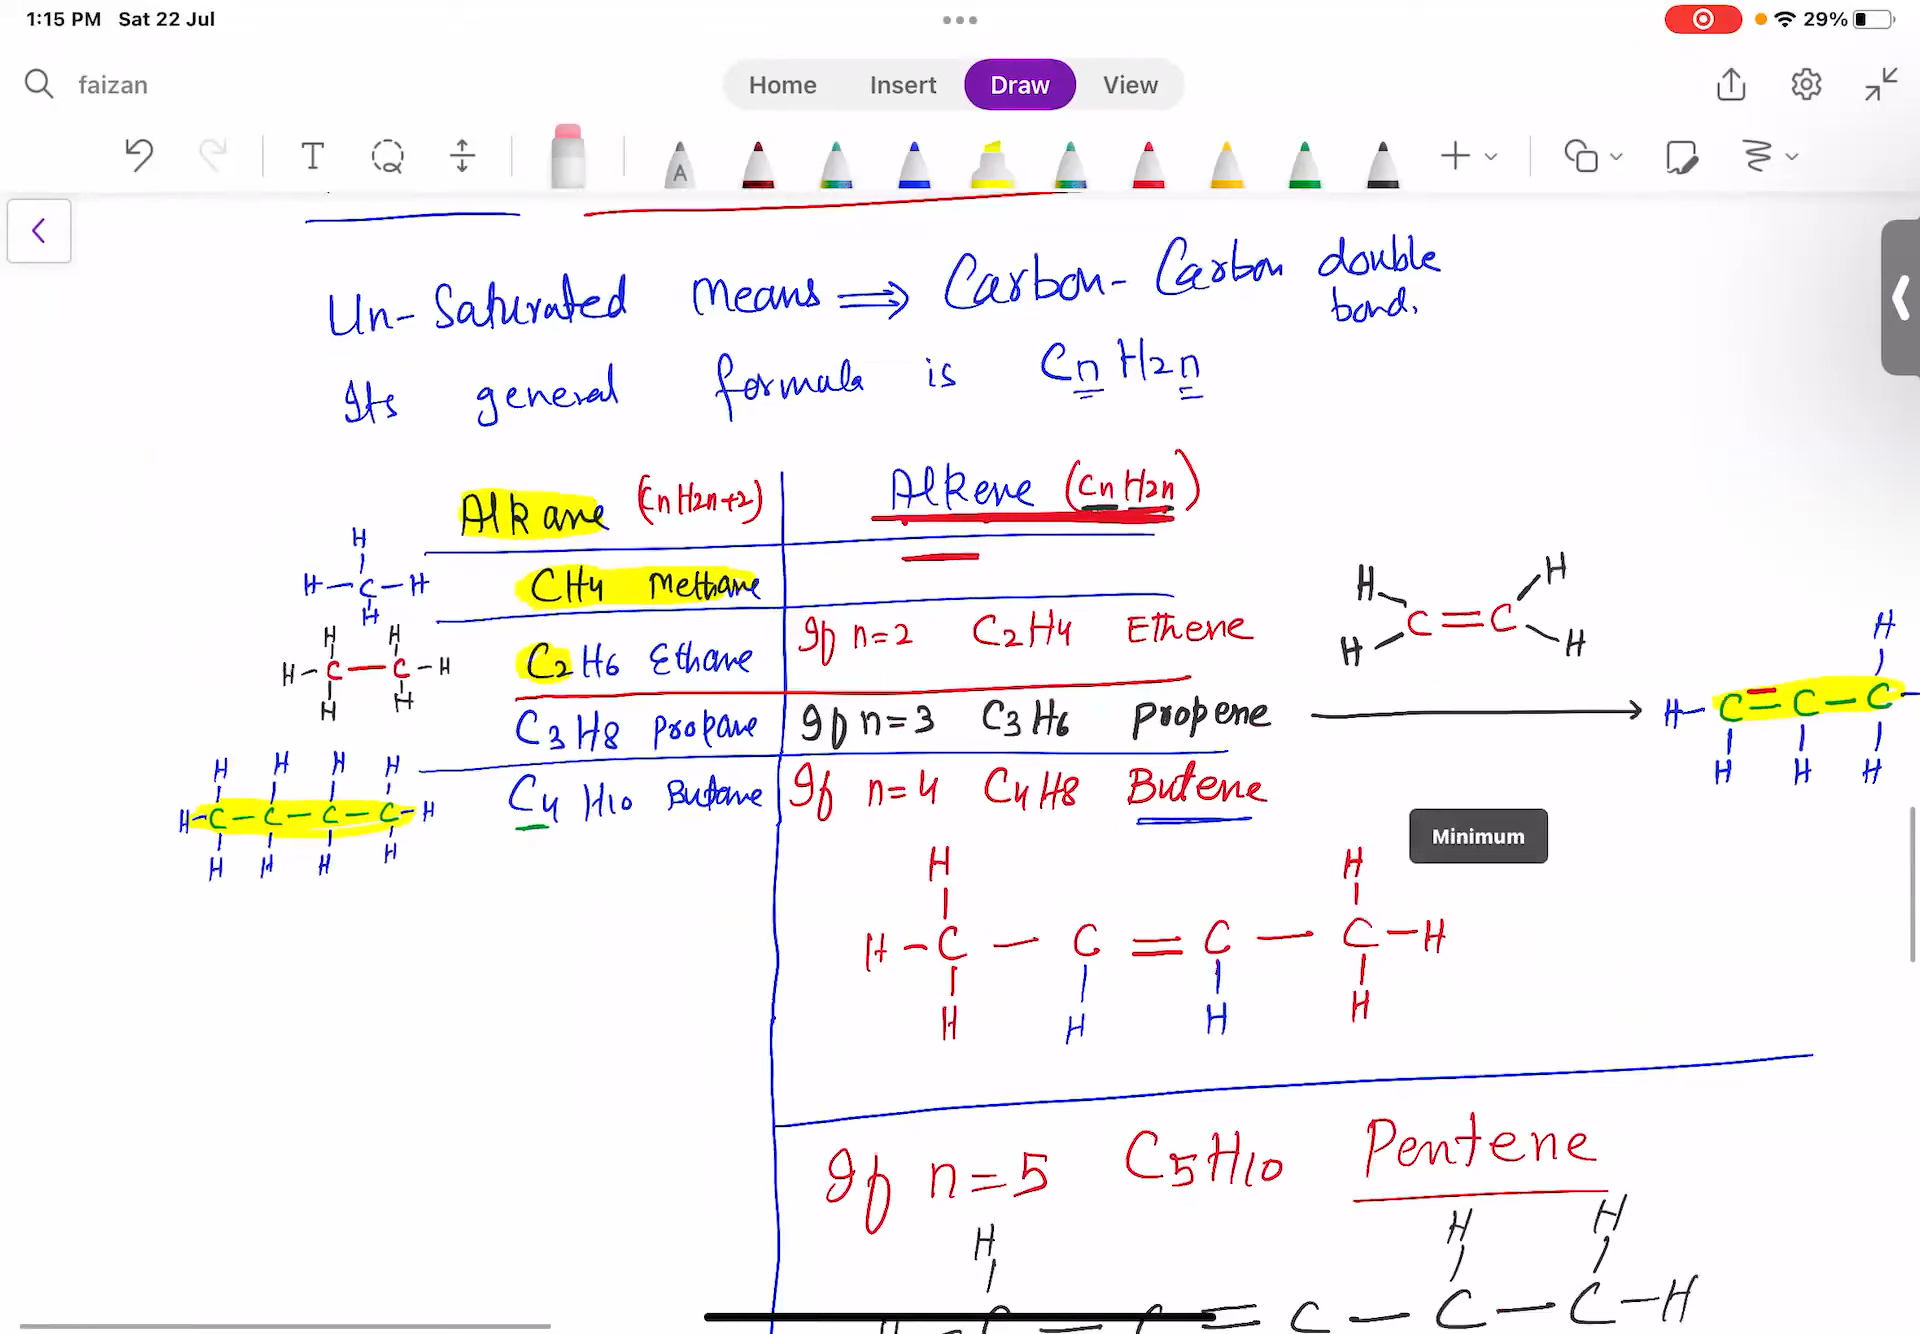 1:15 PM Sat 22 Jul
29%
faizan
Home Insert Draw View
T
A
Un-Saturated means ⇒ Carbon-Carbon double bond.
Its general formula is CnH2n
Alkane (CnH2n+2) Alkene (CnH2n)
CH4 Methane
C2H6 Ethane If n=2 C2H4 Ethene
C3H8 Propane If n=3 C3H6 propene
C4H10 Butane If n=4 C4H8 Butene
H
H-C-H
H
H H
H-C-C-H
H H
H H H H
H-C-C-C-C-H
H H H H
H H
C=C
H H
H
H-C=C-C-
H H H
Minimum
H H
H-C-C=C-C-H
H H H H
If n=5 C5H10 Pentene
H H H
C=C-C-C-H